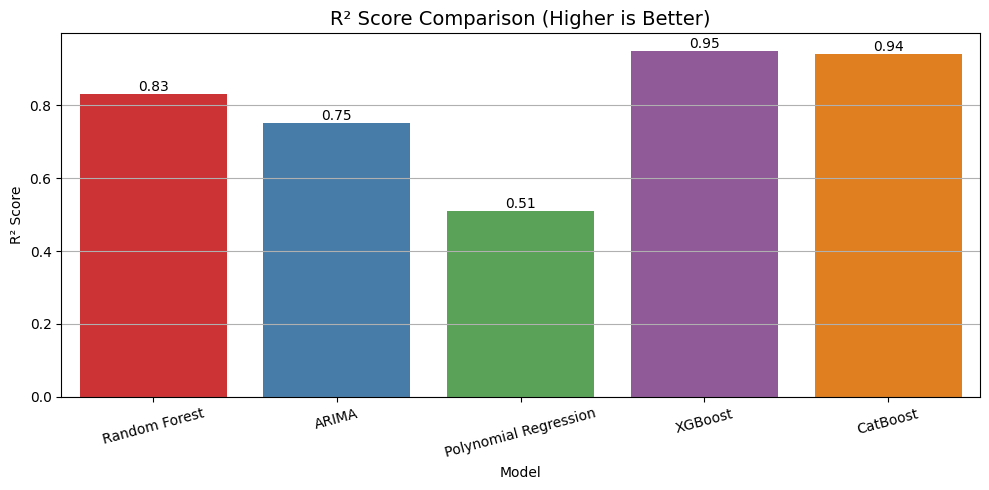 R² Score Comparison (Higher is Better)
0.83
0.75
0.51
0.95
0.94
R² Score
0.8
0.6
0.4
0.2
0.0
Random Forest
ARIMA
Polynomial Regression
XGBoost
CatBoost
Model